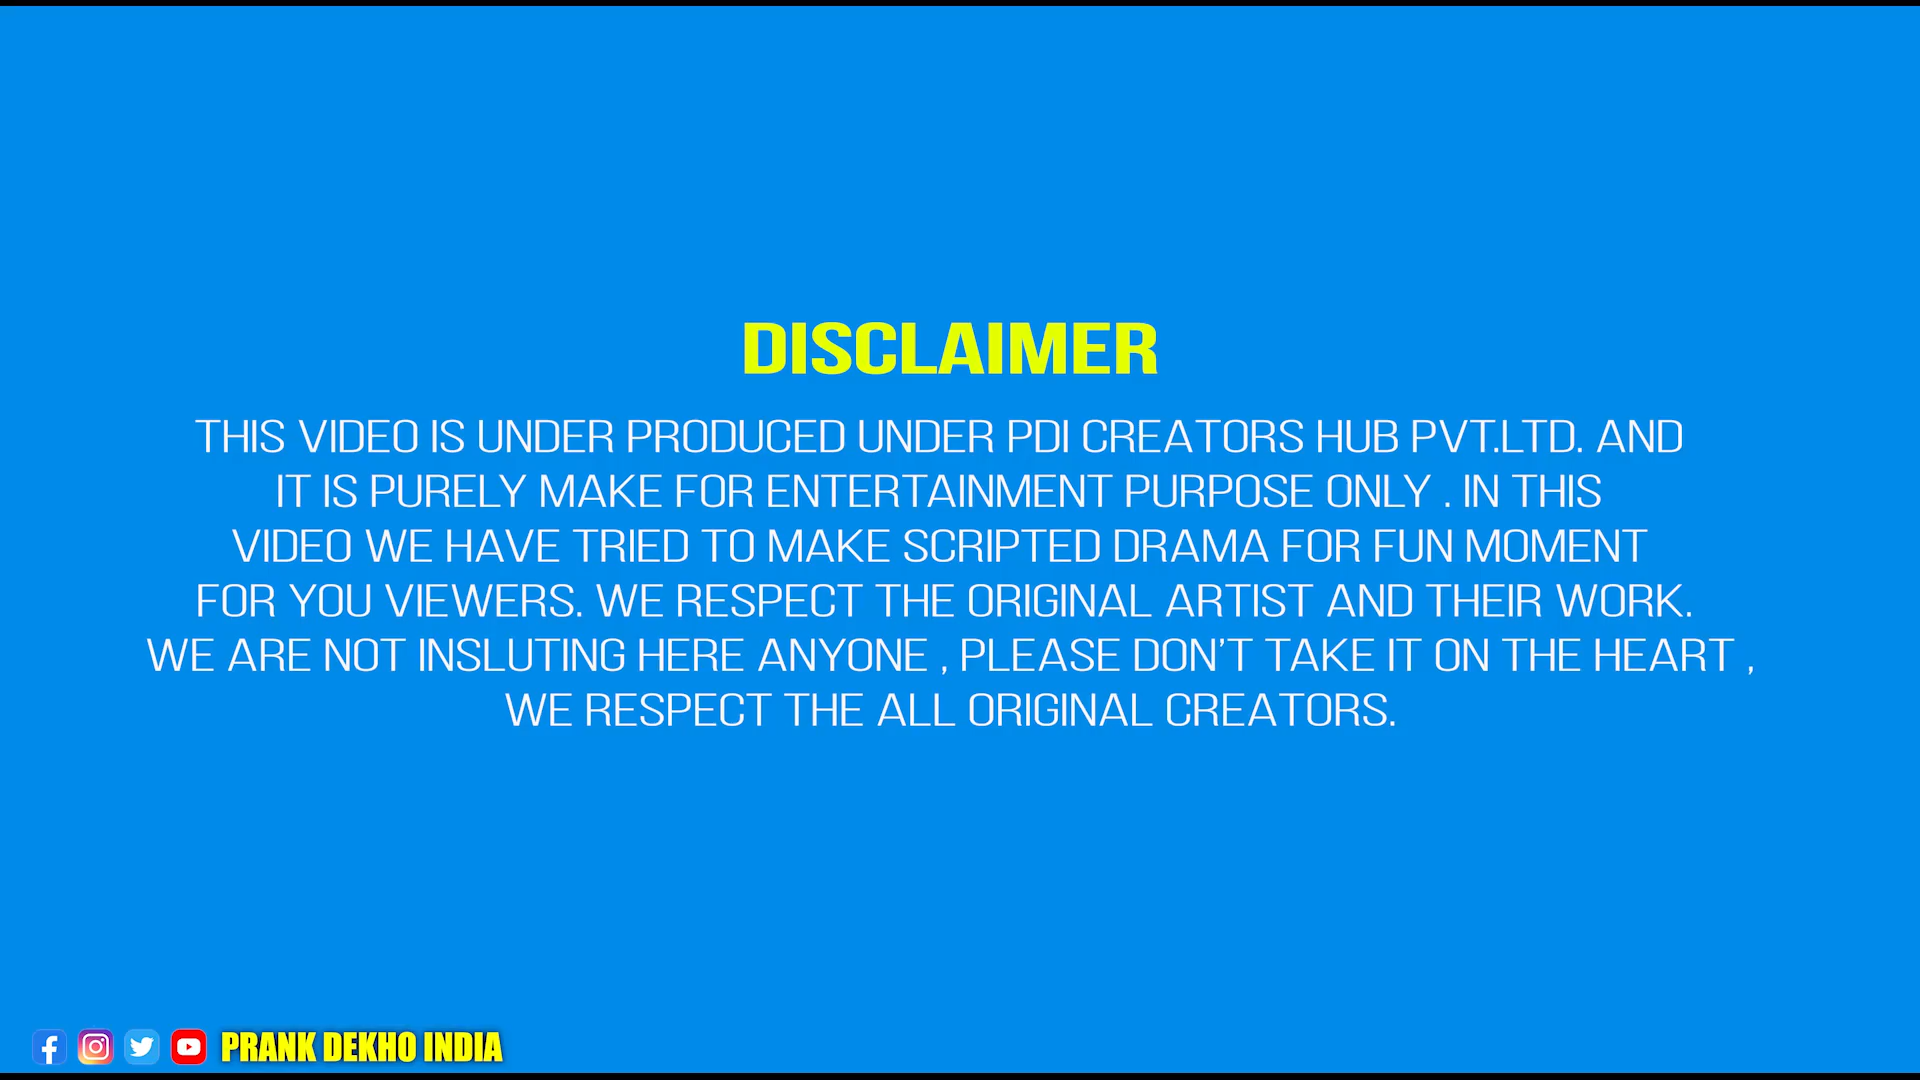 DISCLAIMER
THIS VIDEO IS UNDER PRODUCED UNDER PDI CREATORS HUB PVT.LTD. AND
IT IS PURELY MAKE FOR ENTERTAINMENT PURPOSE ONLY . IN THIS
VIDEO WE HAVE TRIED TO MAKE SCRIPTED DRAMA FOR FUN MOMENT
FOR YOU VIEWERS. WE RESPECT THE ORIGINAL ARTIST AND THEIR WORK.
WE ARE NOT INSLUTING HERE ANYONE , PLEASE DON’T TAKE IT ON THE HEART ,
WE RESPECT THE ALL ORIGINAL CREATORS.
PRANK DEKHO INDIA